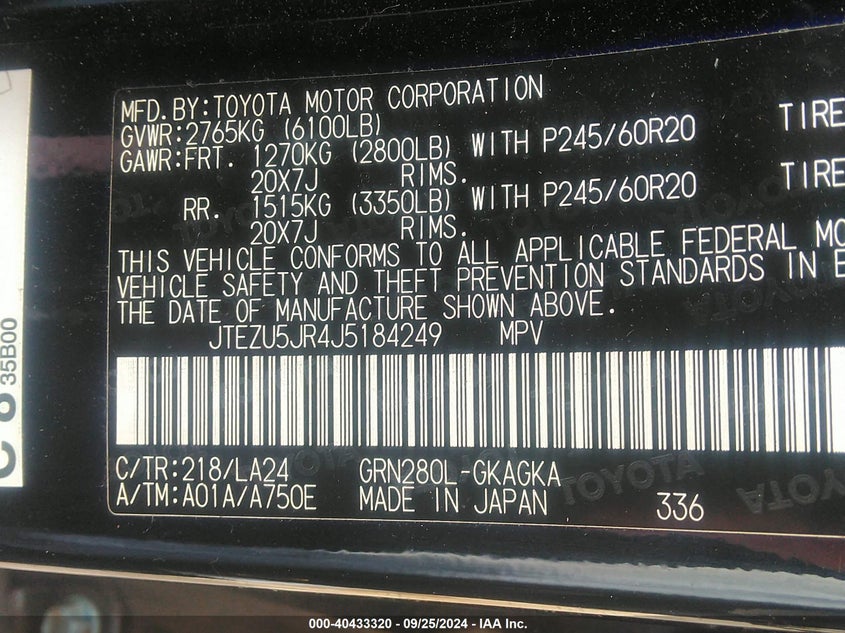 MFD.BY:TOYOTA MOTOR CORPORATION
GVWR:2765KG (6100LB)
GAWR:FRT. 1270KG (2800LB) WITH P245/60R20 TIRE
20X7J RIMS.
RR. 1515KG (3350LB) WITH P245/60R20 TIRE
20X7J RIMS.
THIS VEHICLE CONFORMS TO ALL APPLICABLE FEDERAL MO
VEHICLE SAFETY AND THEFT PREVENTION STANDARDS IN E
THE DATE OF MANUFACTURE SHOWN ABOVE.
JTEZU5JR4J5184249 MPV
C/TR:218/LA24 GRN280L-GKAGKA
A/TM:A01A/A750E MADE IN JAPAN 336
TOYOTA
TOYOTA
35B00
000-40433320 - 09/25/2024 - IAA Inc.